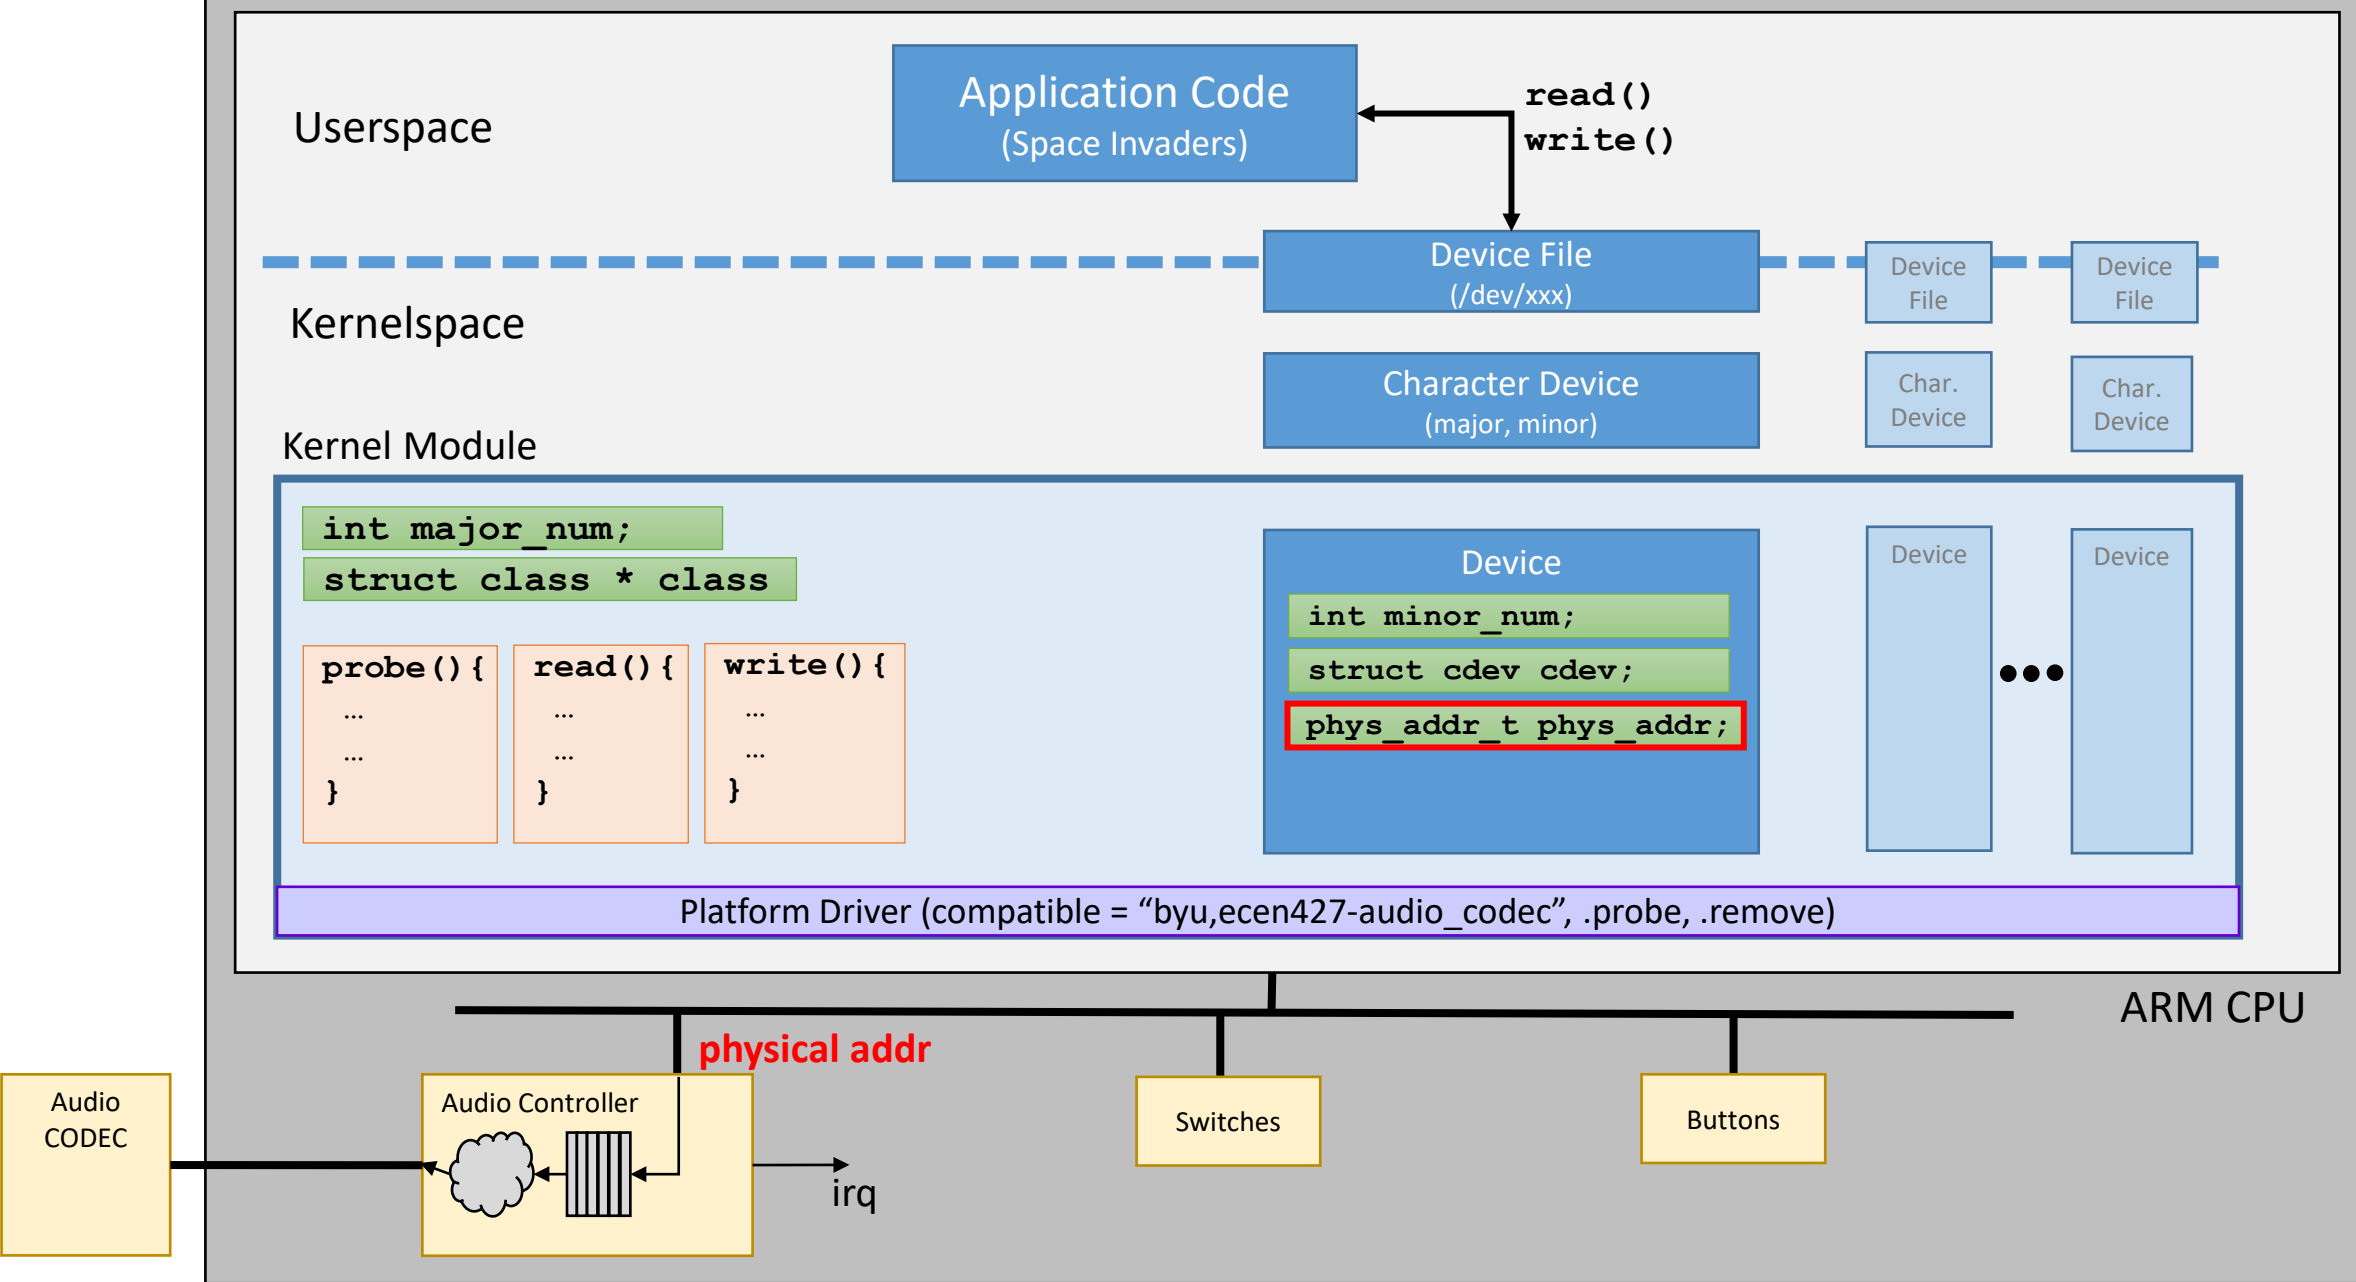 Application Code
(Space Invaders)
read()
write()
Userspace
Device File
(/dev/xxx)
Device
File
Device
File
Kernelspace
Character Device
(major, minor)
Char.
Device
Char.
Device
Kernel Module
int major_num;
struct class * class
probe(){
...
...
}
read(){
...
...
}
write(){
...
...
}
Device
int minor_num;
struct cdev cdev;
phys_addr_t phys_addr;
Device
Device
Platform Driver (compatible = “byu,ecen427-audio_codec”, .probe, .remove)
ARM CPU
physical addr
Audio
CODEC
Audio Controller
irq
Switches
Buttons